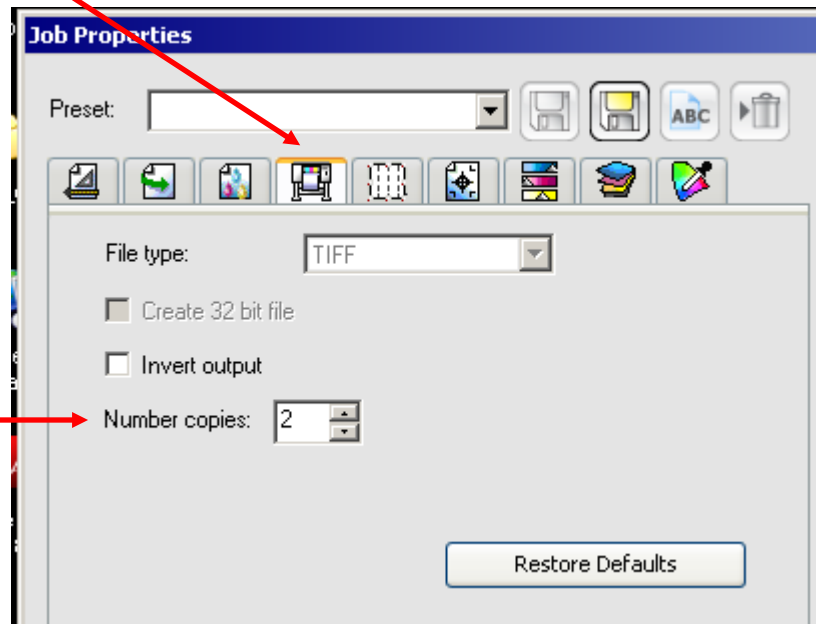 Job Properties
Preset:
ABC
File type: TIFF
Create 32 bit file
Invert output
Number copies: 2
Restore Defaults